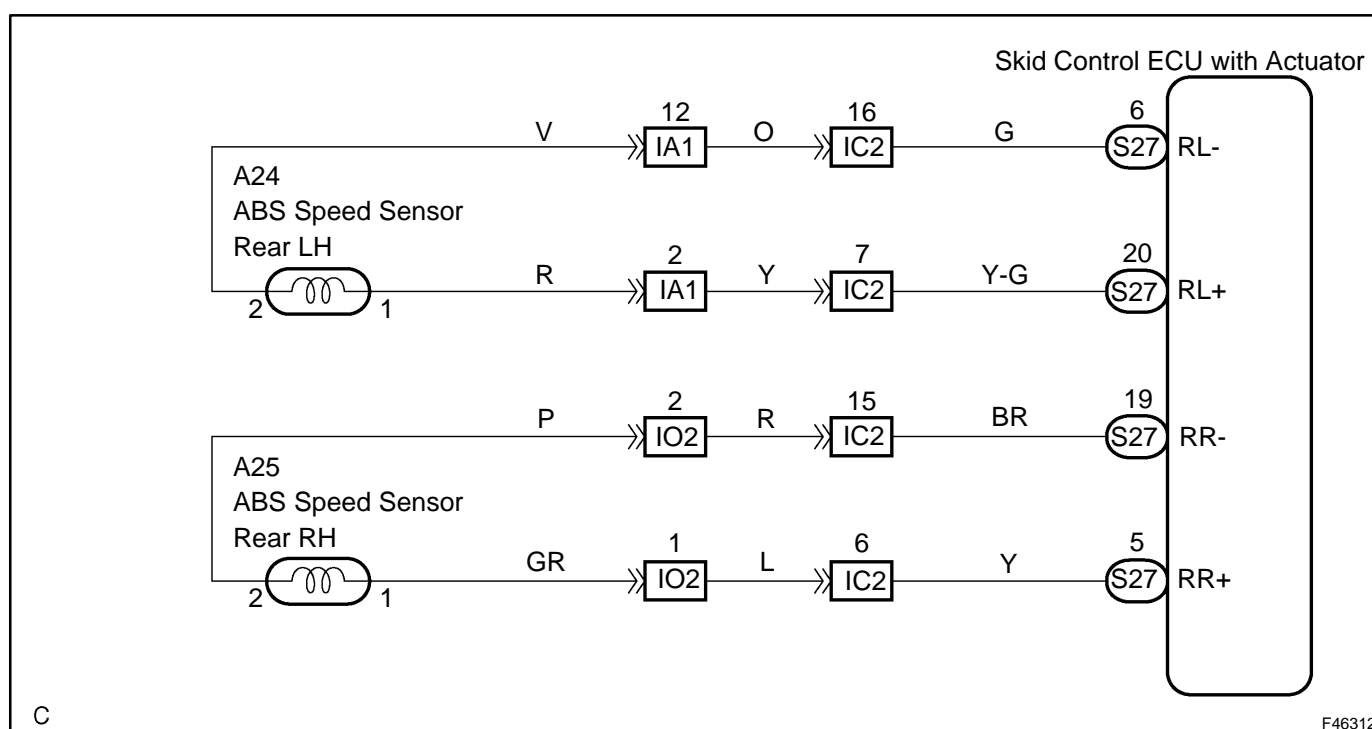 Skid Control ECU with Actuator
12 16 6
V IA1 O IC2 G S27 RL-
A24
ABS Speed Sensor
Rear LH
2 7 20
2 1 R IA1 Y IC2 Y-G S27 RL+
2 15 19
P IO2 R IC2 BR S27 RR-
A25
ABS Speed Sensor
Rear RH
1 6 5
2 1 GR IO2 L IC2 Y S27 RR+
C
F46312